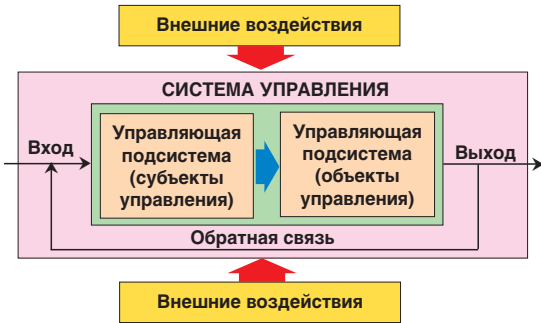 Внешние воздействия
СИСТЕМА УПРАВЛЕНИЯ
Вход
Управляющая
подсистема
(субъекты
управления)
Управляющая
подсистема
(объекты
управления)
Выход
Обратная связь
Внешние воздействия